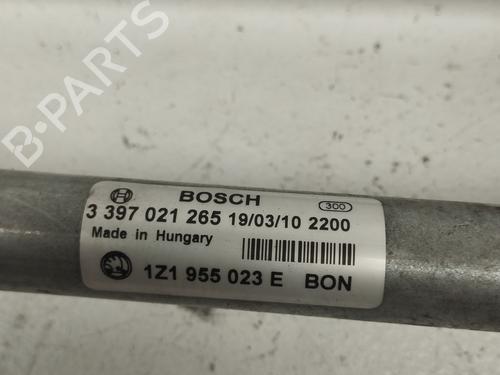 B-PARTS
BOSCH 300
3 397 021 265 19/03/10 2200
Made in Hungary
1Z1 955 023 E BON